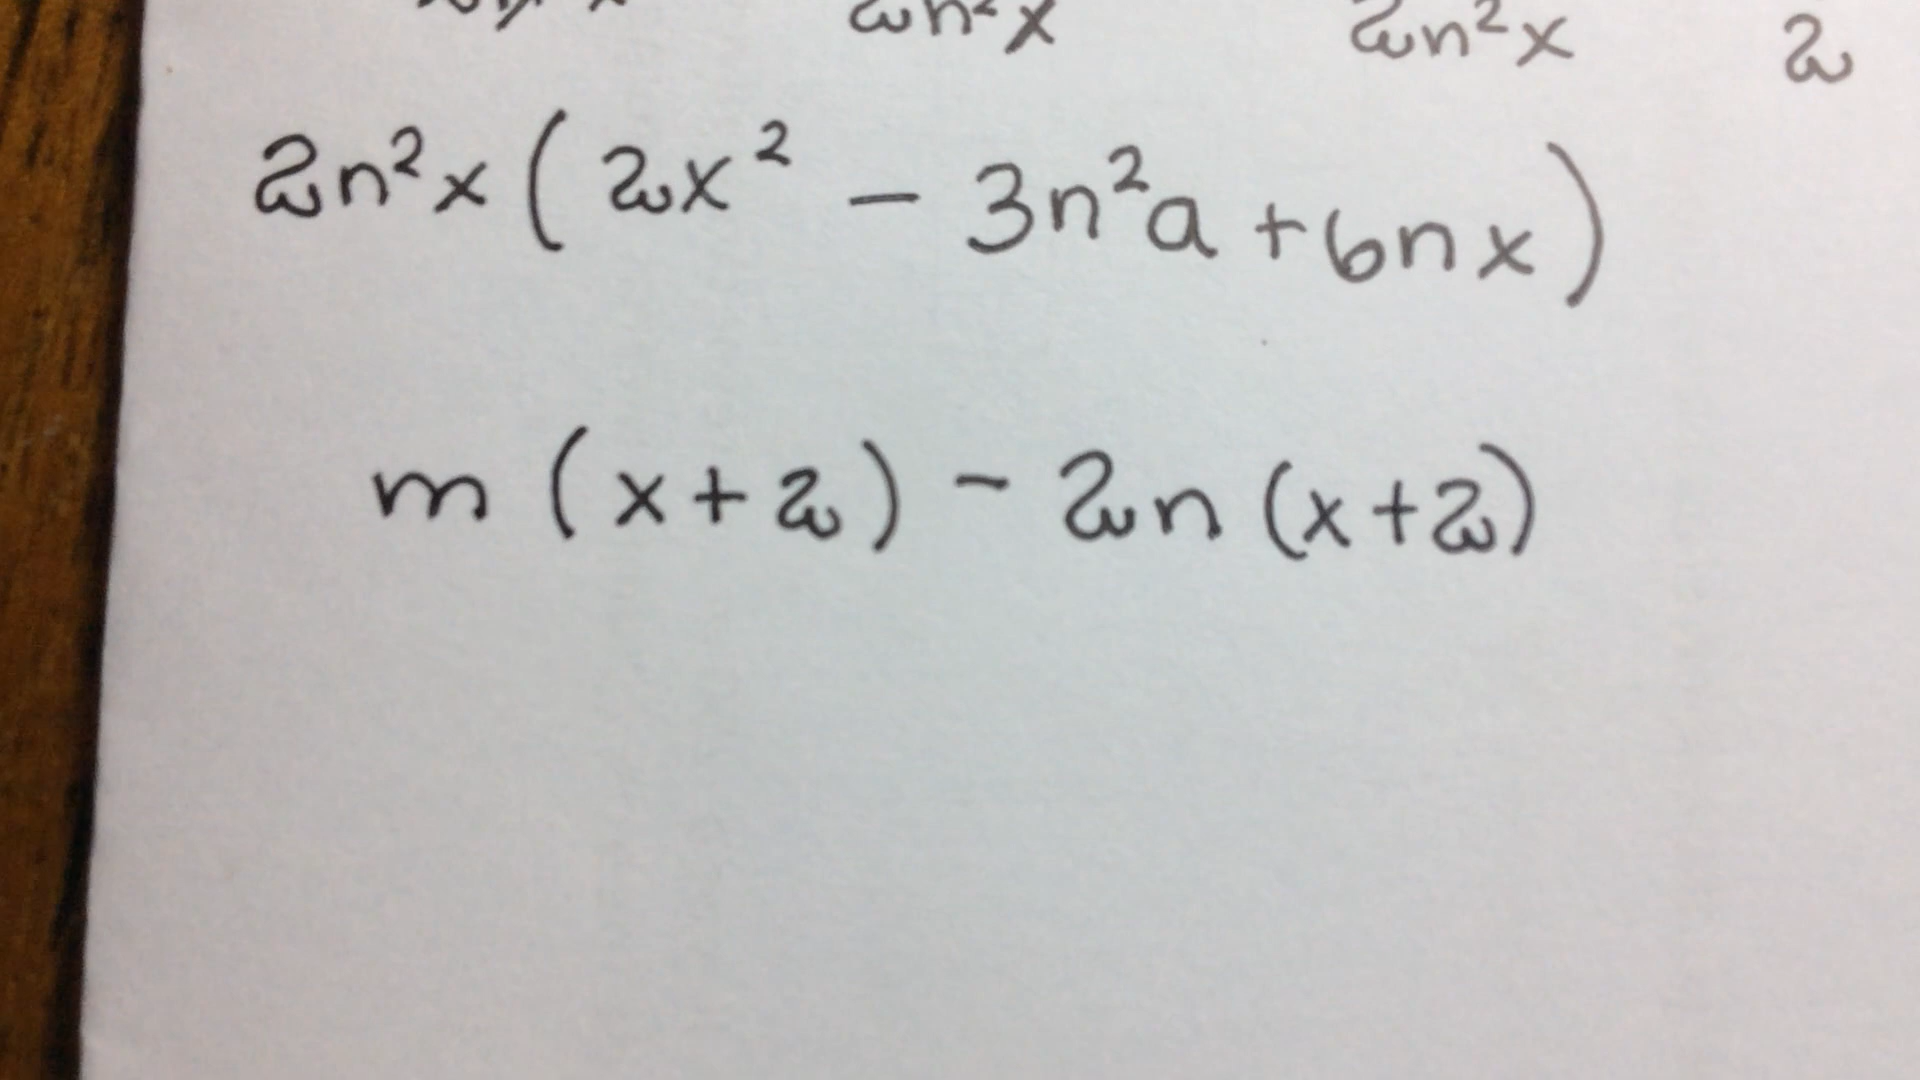 2n²x 2n²x 2
2n²x ( 2x² - 3n²a + 6nx )
m (x+2) - 2n (x+2)